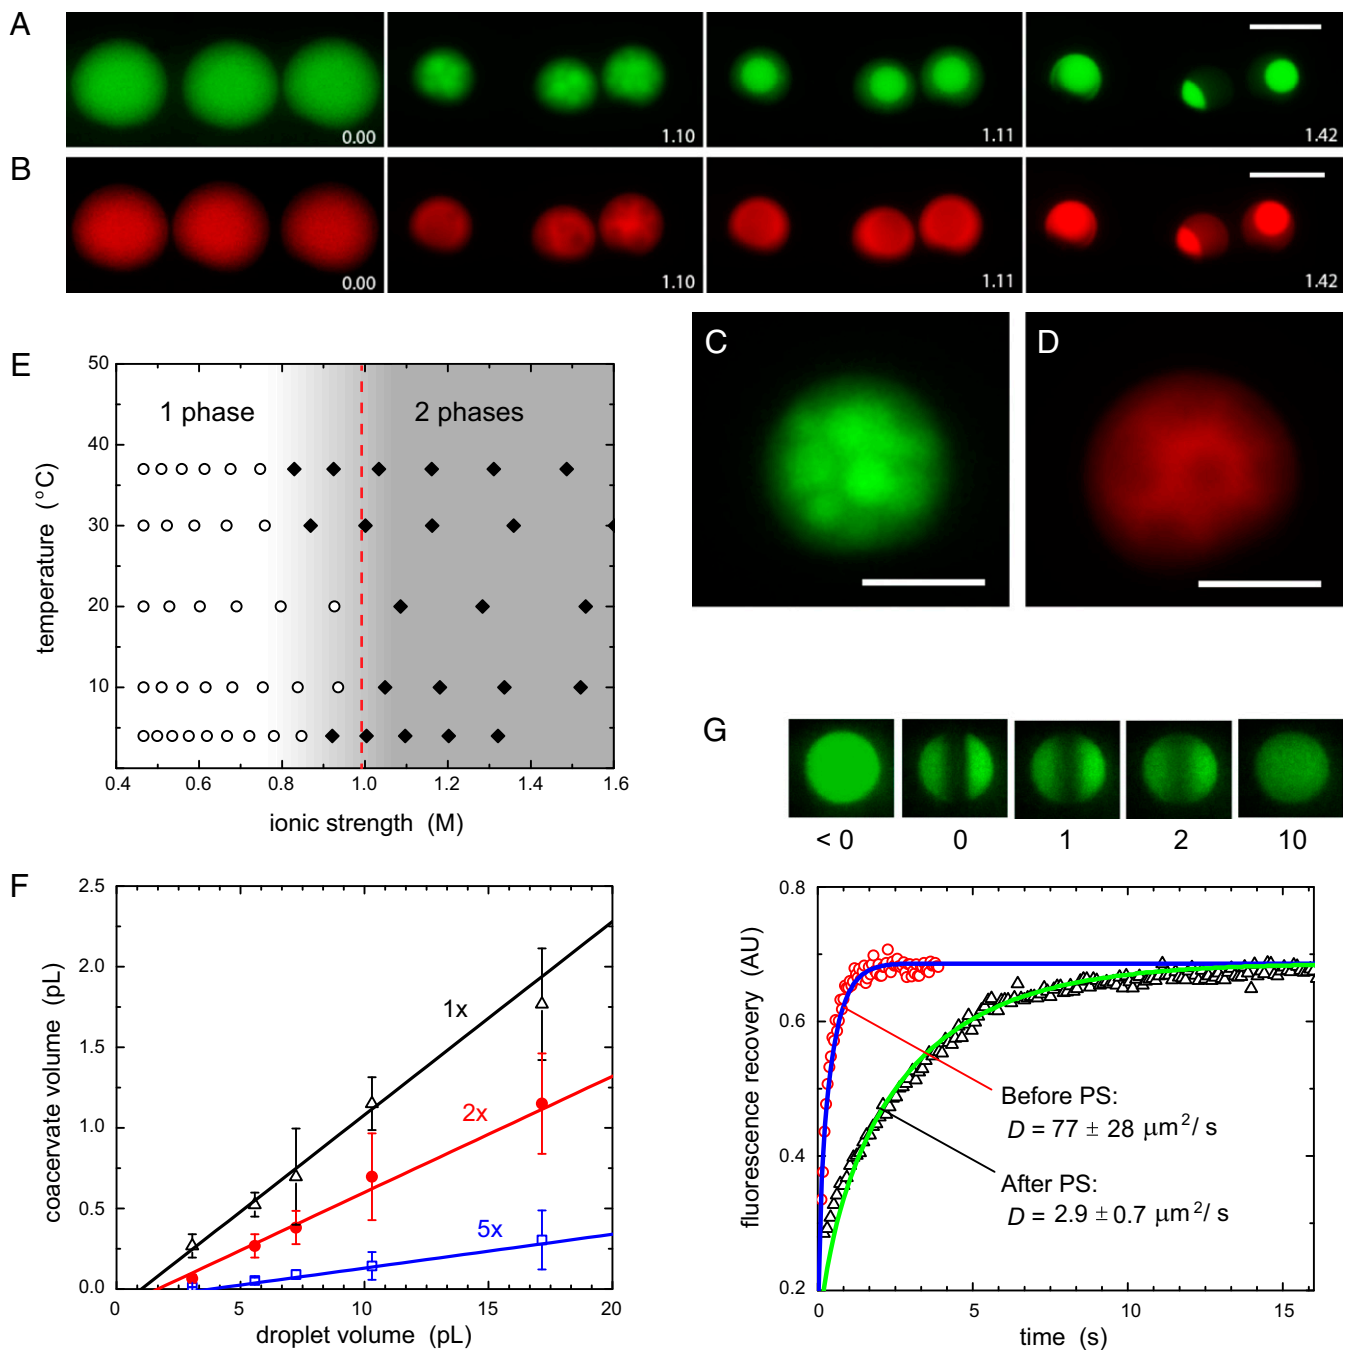 A
0.00
1.10
1.11
1.42
B
0.00
1.10
1.11
1.42
C
D
E
50
40
30
20
10
0.4
0.6
0.8
1.0
1.2
1.4
1.6
temperature (°C)
ionic strength (M)
1 phase
2 phases
F
2.5
2.0
1.5
1.0
0.5
0.0
0
5
10
15
20
coacervate volume (pL)
droplet volume (pL)
1x
2x
5x
G
< 0
0
1
2
10
0.8
0.6
0.4
0.2
0
5
10
15
fluorescence recovery (AU)
time (s)
Before PS:
D = 77 ± 28 μm²/ s
After PS:
D = 2.9 ± 0.7 μm²/ s